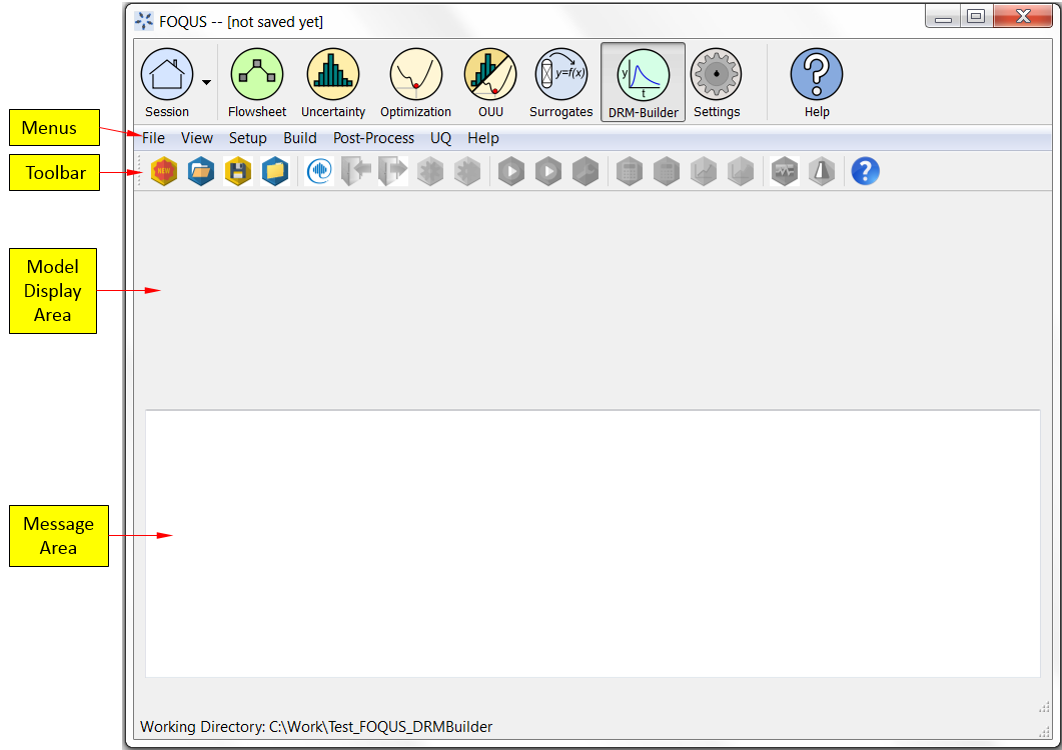 FOQUS -- [not saved yet]
Session
Flowsheet
Uncertainty
Optimization
OUU
y=f(x)
Surrogates
y
t
DRM-Builder
Settings
Help
Menus
File View Setup Build Post-Process UQ Help
Toolbar
NEW
Model
Display
Area
Message
Area
Working Directory: C:\Work\Test_FOQUS_DRMBuilder